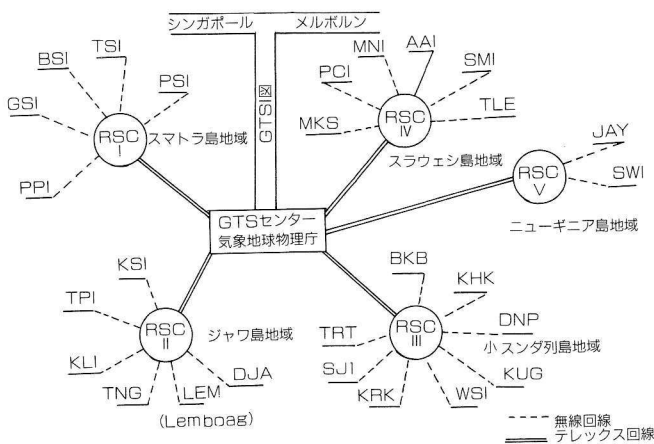 シンガポール
メルボルン
GTSI図
BSI
TSI
PSI
GSI
PPI
RSC
I
スマトラ島地域
MNI
AAI
SMI
PCI
TLE
MKS
RSC
IV
スラウェシ島地域
JAY
SWI
RSC
V
ニューギニア島地域
GTSセンター
気象地球物理庁
KSI
TPI
KLI
TNG
LEM
DJA
(Lemboag)
RSC
II
ジャワ島地域
BKB
KHK
DNP
TRT
SJ1
KRK
WSI
KUG
RSC
III
小スンダ列島地域
無線回線
テレックス回線